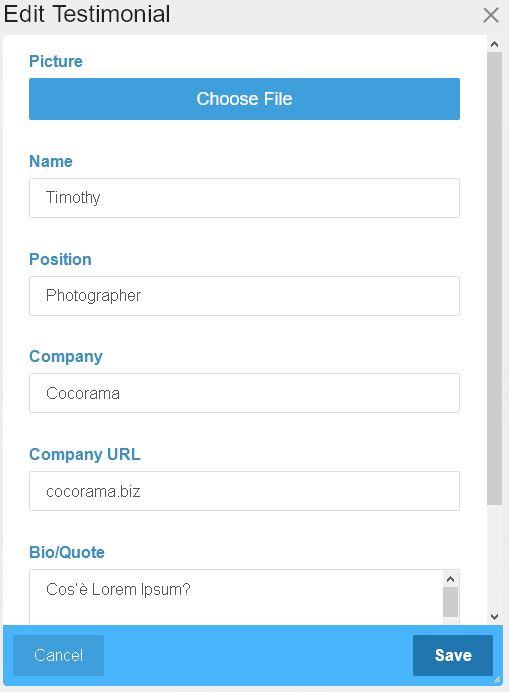 Edit Testimonial
Picture
Choose File
Name
Timothy
Position
Photographer
Company
Cocorama
Company URL
cocorama.biz
Bio/Quote
Cos'è Lorem Ipsum?
Cancel
Save